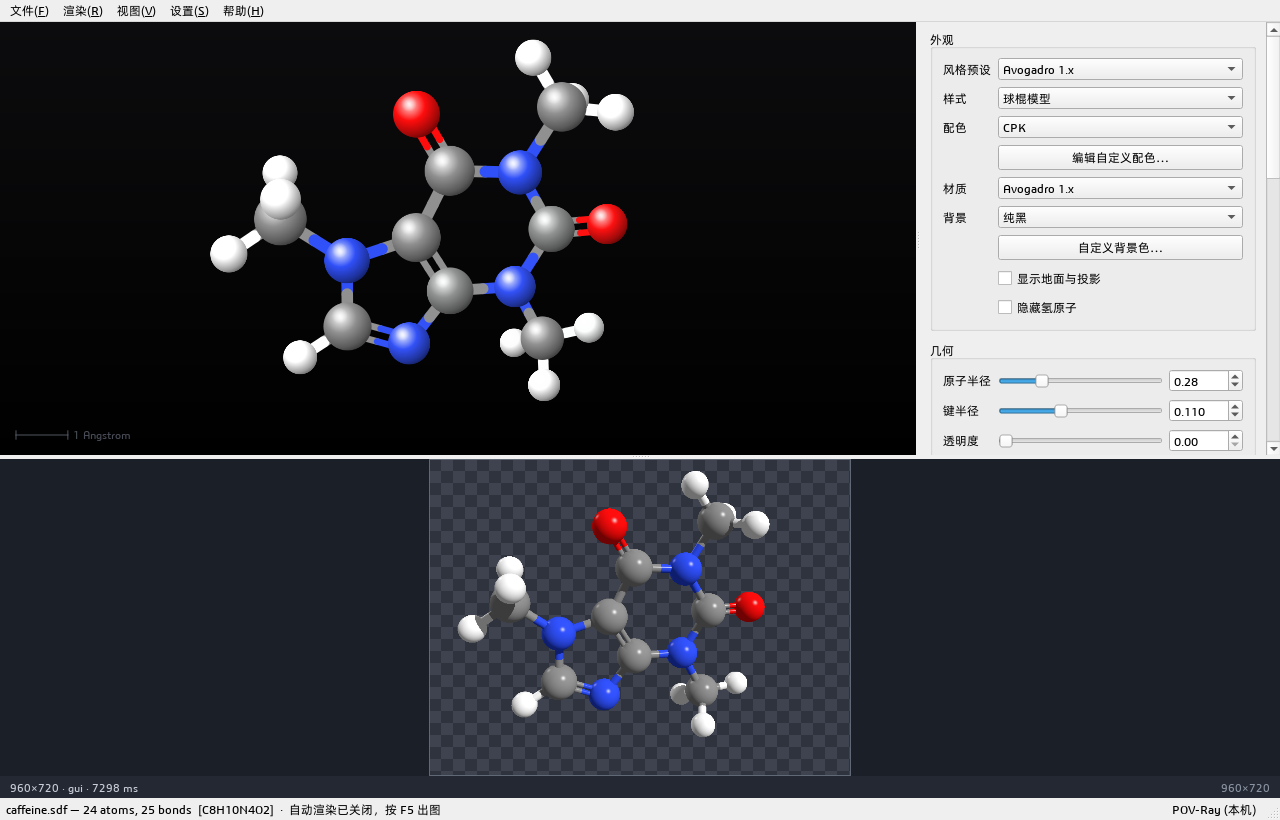 文件(F) 渲染(R) 视图(V) 设置(S) 帮助(H)
外观
风格预设 Avogadro 1.x
样式 球棍模型
配色 CPK
编辑自定义配色...
材质 Avogadro 1.x
背景 纯黑
自定义背景色...
显示地面与投影
隐藏氢原子
几何
原子半径 0.28
键半径 0.110
透明度 0.00
1 Angstrom
960×720 · gui · 7298 ms 960×720
caffeine.sdf — 24 atoms, 25 bonds [C8H10N4O2] · 自动渲染已关闭，按 F5 出图 POV-Ray (本机)